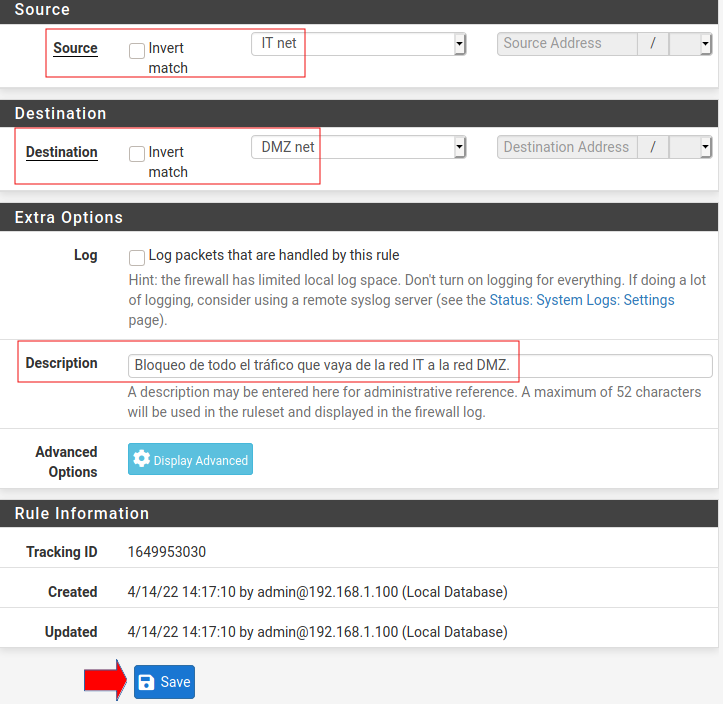 Source
Source Invert match IT net Source Address /
Destination
Destination Invert match DMZ net Destination Address /
Extra Options
Log Log packets that are handled by this rule
Hint: the firewall has limited local log space. Don't turn on logging for everything. If doing a lot
of logging, consider using a remote syslog server (see the Status: System Logs: Settings
page).
Description Bloqueo de todo el tráfico que vaya de la red IT a la red DMZ.
A description may be entered here for administrative reference. A maximum of 52 characters
will be used in the ruleset and displayed in the firewall log.
Advanced Options Display Advanced
Rule Information
Tracking ID 1649953030
Created 4/14/22 14:17:10 by admin@192.168.1.100 (Local Database)
Updated 4/14/22 14:17:10 by admin@192.168.1.100 (Local Database)
Save